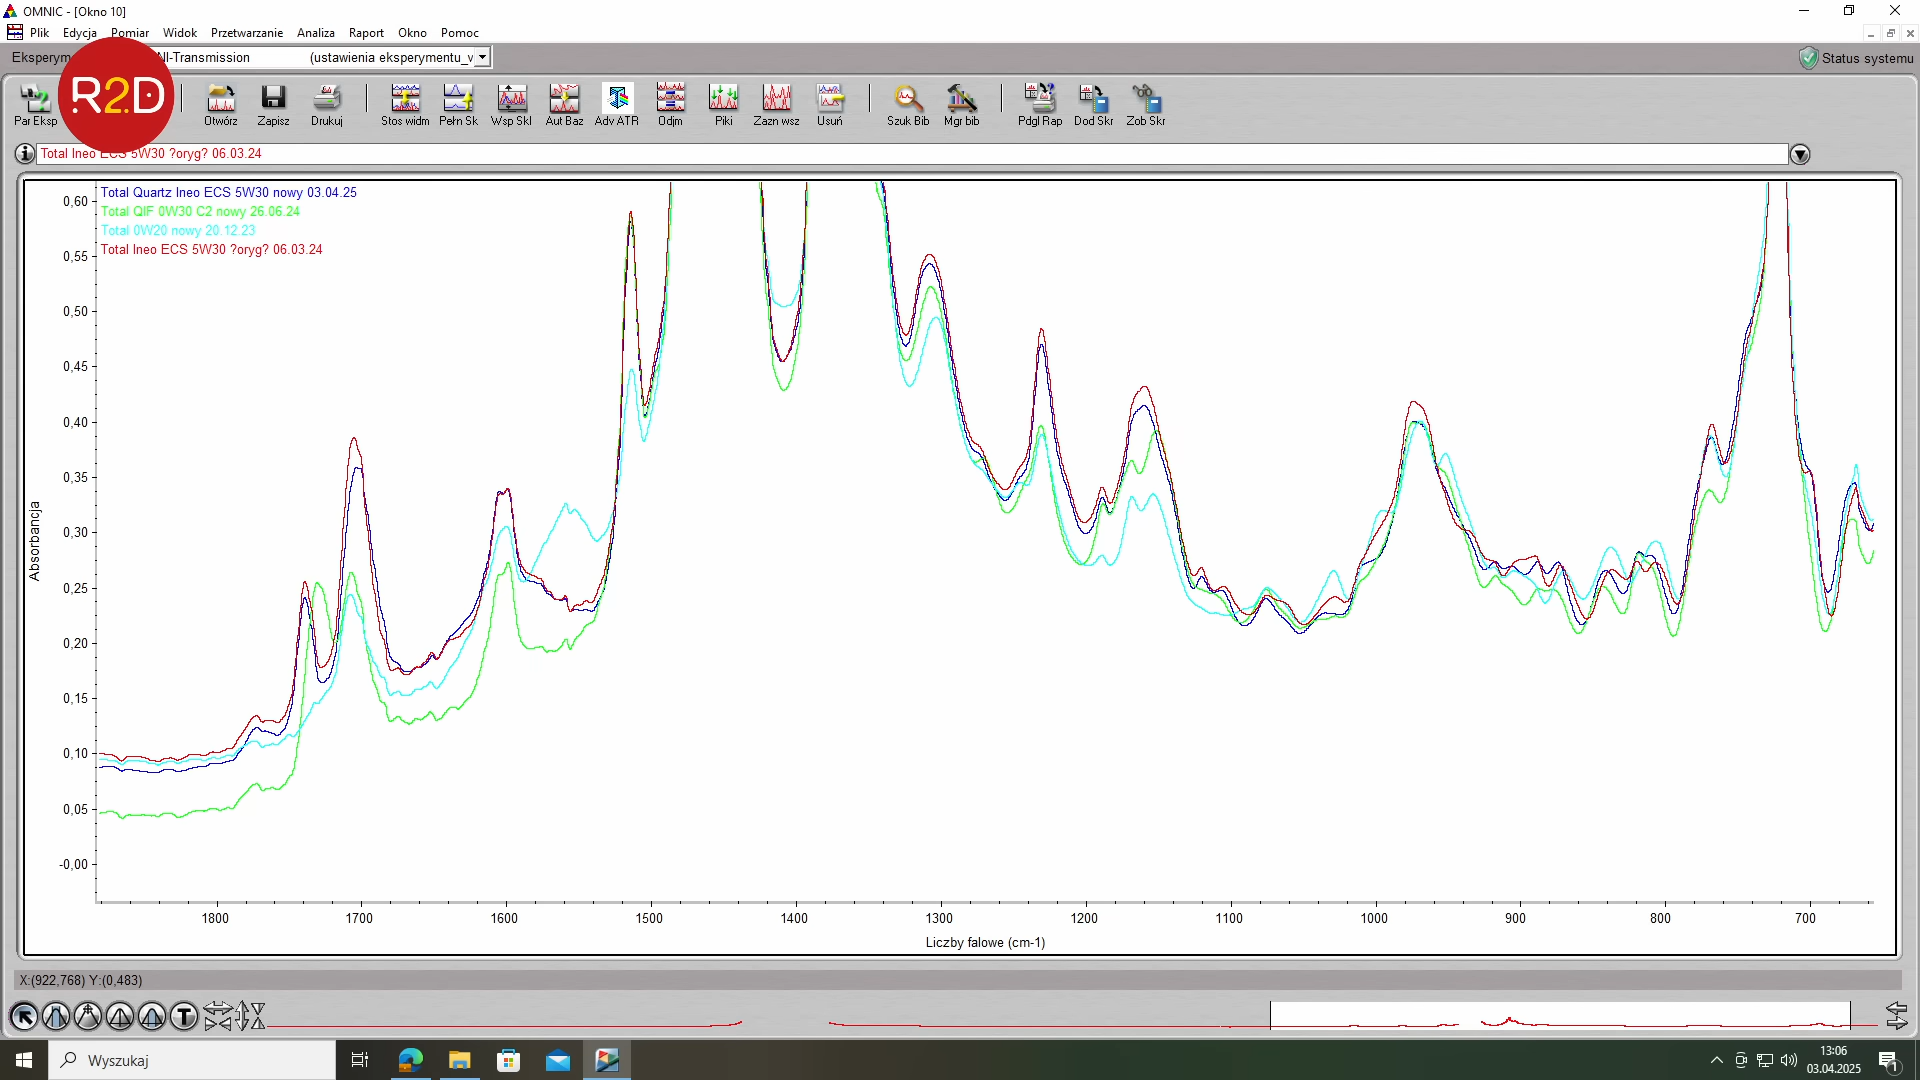 OMNIC - [Okno 10]
Plik Edycja Pomiar Widok Przetwarzanie Analiza Raport Okno Pomoc
Eksperym NI-Transmission (ustawienia eksperymentu_v
Status systemu
R2D
Par Eksp Otwórz Zapisz Drukuj Stos widm Pełn Sk Wsp Skl Aut Baz Adv ATR Odjm Piki Zazn wsz Usuń Szuk Bib Mgr bib Pdgl Rap Dod Skr Zob Skr
Total Ineo ECS 5W30 ?oryg? 06.03.24
Total Quartz Ineo ECS 5W30 nowy 03.04.25
Total QIF 0W30 C2 nowy 26.06.24
Total 0W20 nowy 20.12.23
Total Ineo ECS 5W30 ?oryg? 06.03.24
0,60
0,55
0,50
0,45
0,40
0,35
0,30
0,25
0,20
0,15
0,10
0,05
-0,00
Absorbancja
1800 1700 1600 1500 1400 1300 1200 1100 1000 900 800 700
Liczby falowe (cm-1)
X:(922,768) Y:(0,483)
T
Wyszukaj
13:06
03.04.2025
1